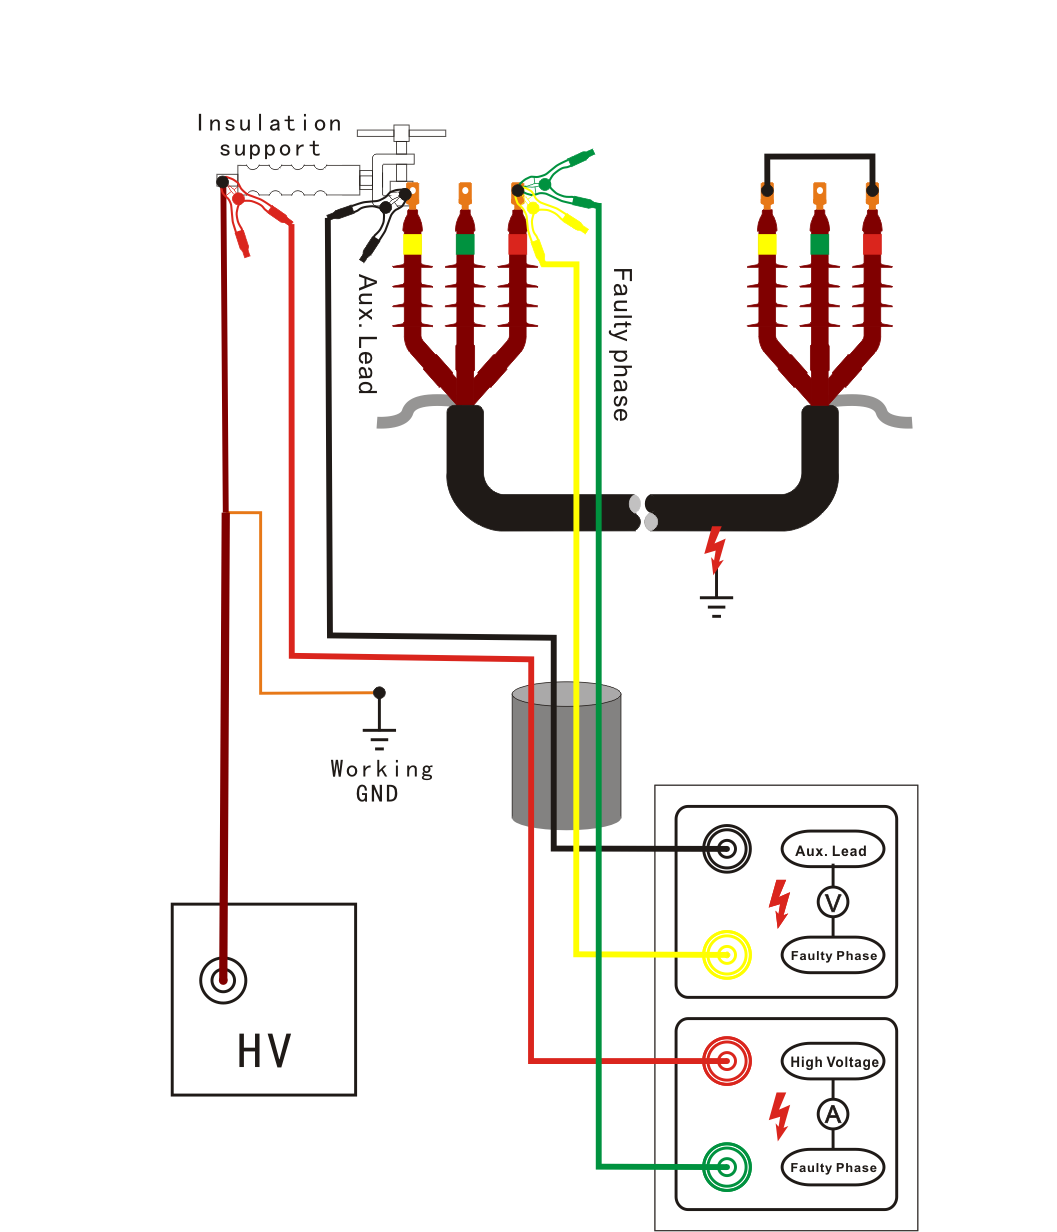 Insulation
support
Aux. Lead
Faulty phase
Working
GND
HV
Aux. Lead
V
Faulty Phase
High Voltage
A
Faulty Phase